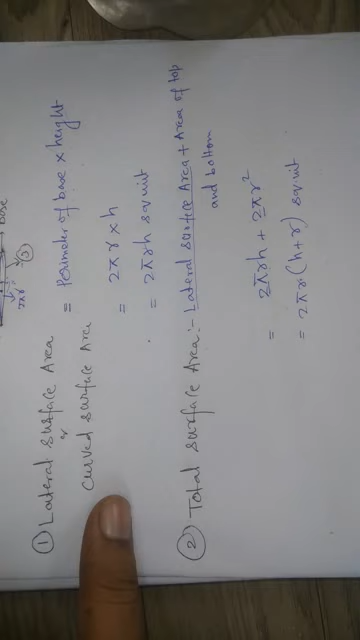 base
2πr
③
① Lateral surface Area = Perimeter of base x height
or
curved surface Area
= 2πr x h
= 2πrh sq unit
② Total surface Area :- Lateral surface Area + Area of top
and bottom
= 2πrh + 2πr²
= 2πr (h+r) sq unit